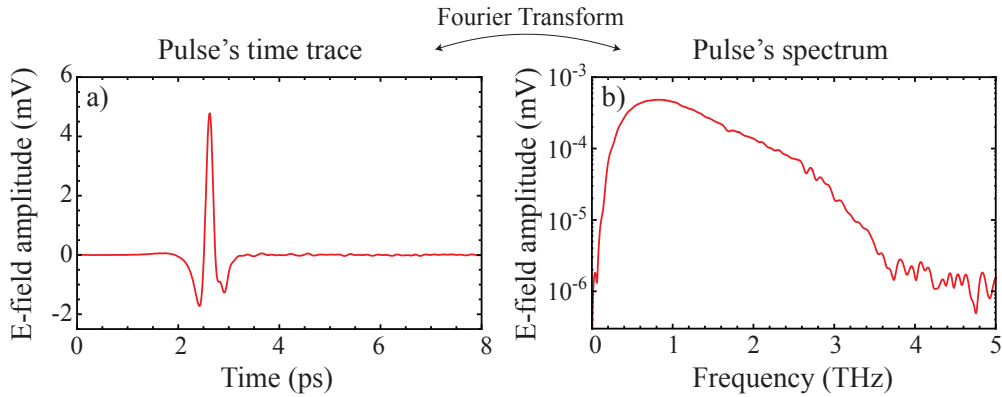 Fourier Transform
Pulse's time trace
Pulse's spectrum
a)
E-field amplitude (mV)
6
4
2
0
-2
0 2 4 6 8
Time (ps)
b)
E-field amplitude (mV)
10^-3
10^-4
10^-5
10^-6
0 1 2 3 4 5
Frequency (THz)